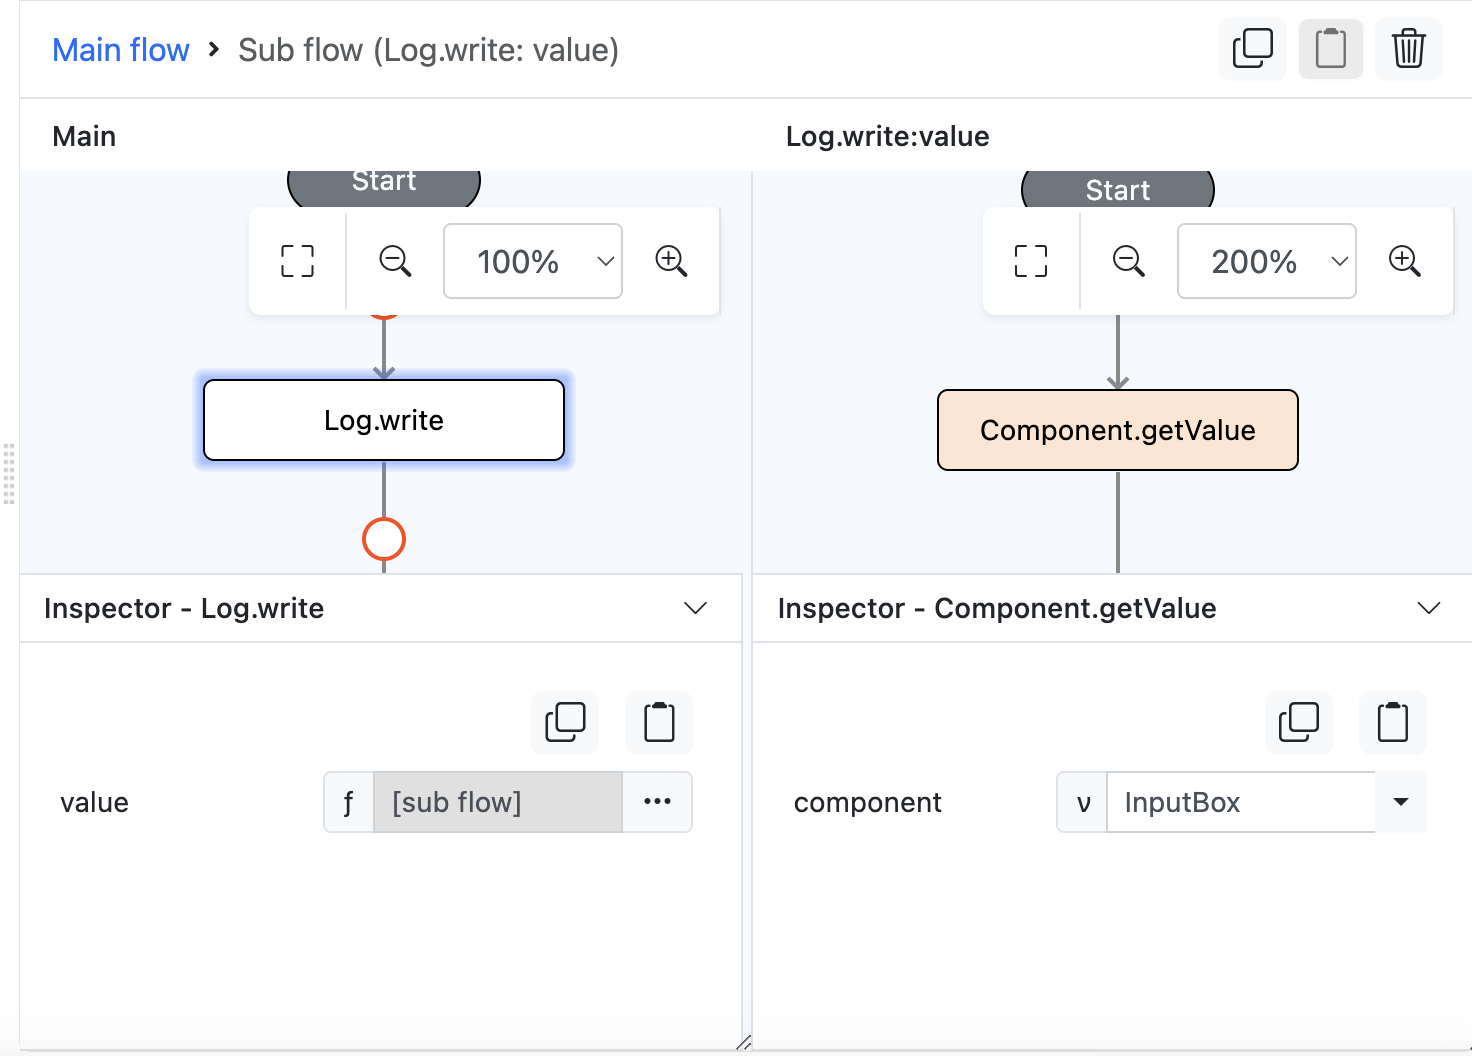 Main flow > Sub flow (Log.write: value)
Main
Log.write:value
Start
Start
100%
200%
Log.write
Component.getValue
Inspector - Log.write
Inspector - Component.getValue
value
ƒ [sub flow] ···
component
v InputBox